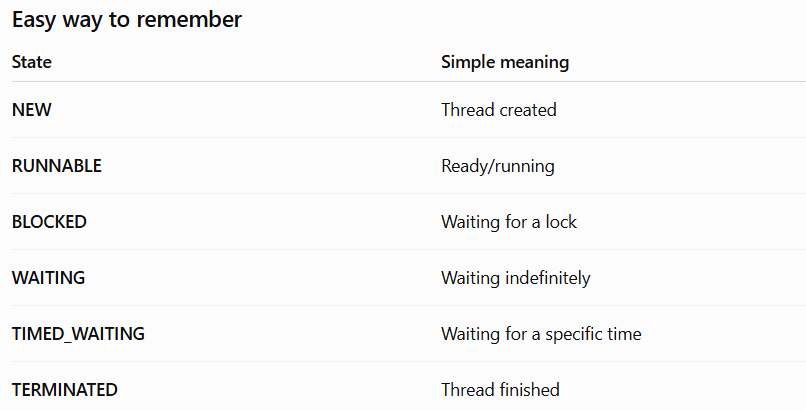 Easy way to remember
State Simple meaning
NEW Thread created
RUNNABLE Ready/running
BLOCKED Waiting for a lock
WAITING Waiting indefinitely
TIMED_WAITING Waiting for a specific time
TERMINATED Thread finished